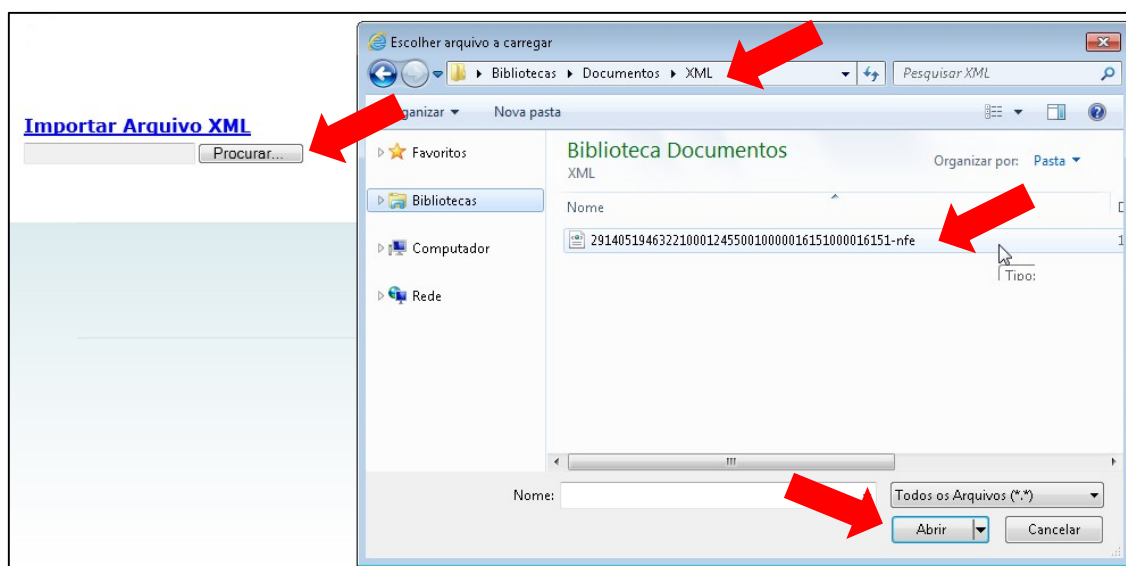 Escolher arquivo a carregar
Bibliotecas Documentos XML
Pesquisar XML
Nova pasta
Importar Arquivo XML
Procurar...
Favoritos
Biblioteca Documentos
XML
Organizar por: Pasta
Bibliotecas
Nome
Computador
29140519463221000124550010000016151000016151-nfe
Tipo:
Rede
Nome:
Todos os Arquivos (*.*)
Abrir
Cancelar